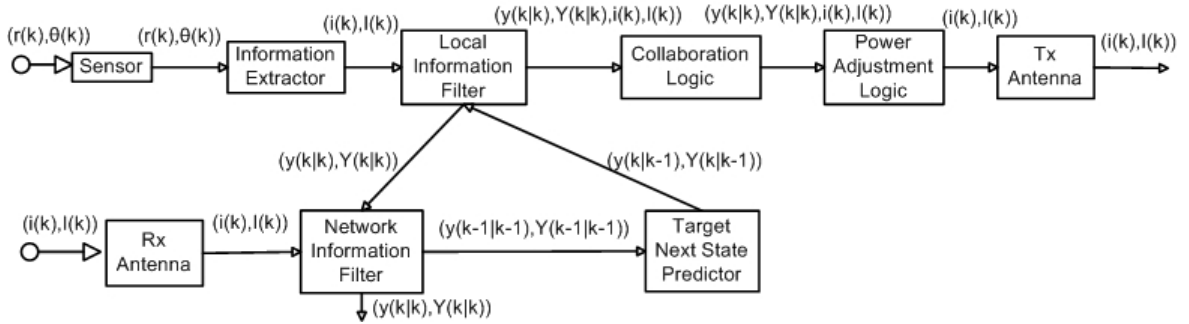 (r(k),θ(k))
(r(k),θ(k))
(i(k),I(k))
(y(k|k),Y(k|k),i(k),I(k))
(y(k|k),Y(k|k),i(k),I(k))
(i(k),I(k))
(i(k),I(k))
Sensor
Information
Extractor
Local
Information
Filter
Collaboration
Logic
Power
Adjustment
Logic
Tx
Antenna
(y(k|k),Y(k|k))
(y(k|k-1),Y(k|k-1))
(i(k),I(k))
(i(k),I(k))
(y(k-1|k-1),Y(k-1|k-1))
Rx
Antenna
Network
Information
Filter
Target
Next State
Predictor
(y(k|k),Y(k|k))